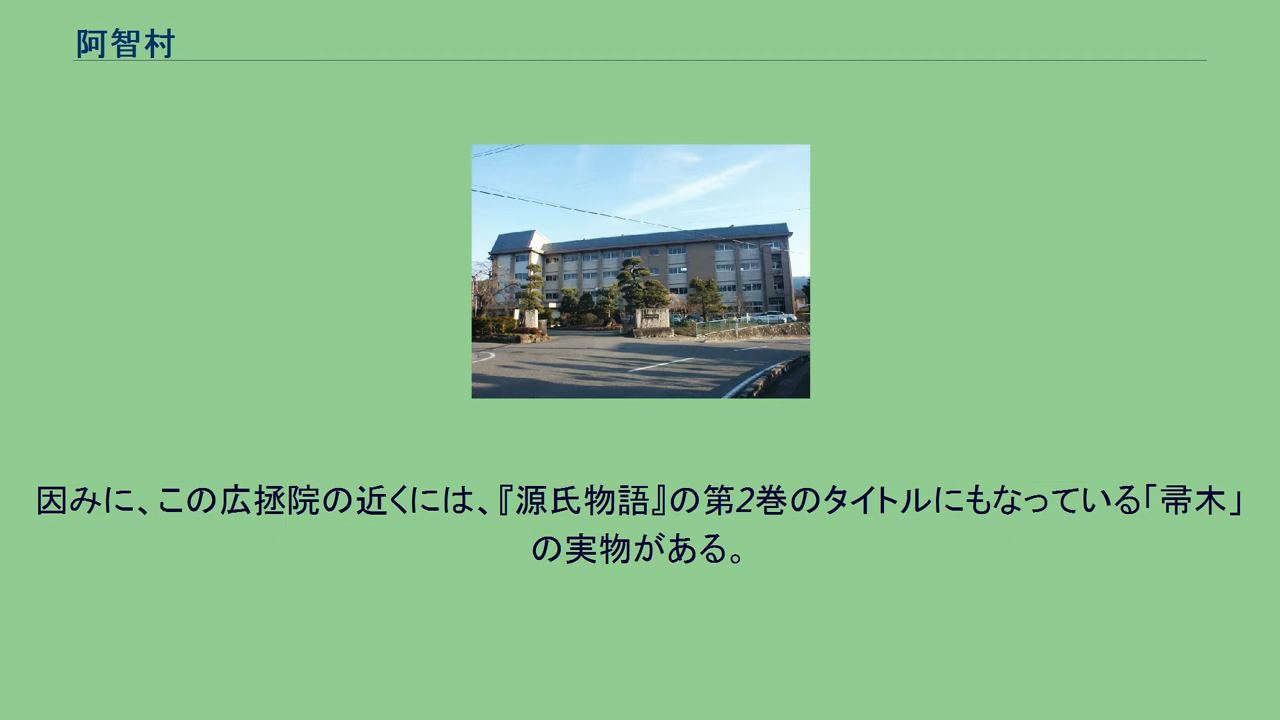 阿智村
因みに、この広拯院の近くには、『源氏物語』の第2巻のタイトルにもなっている「帚木」
の実物がある。